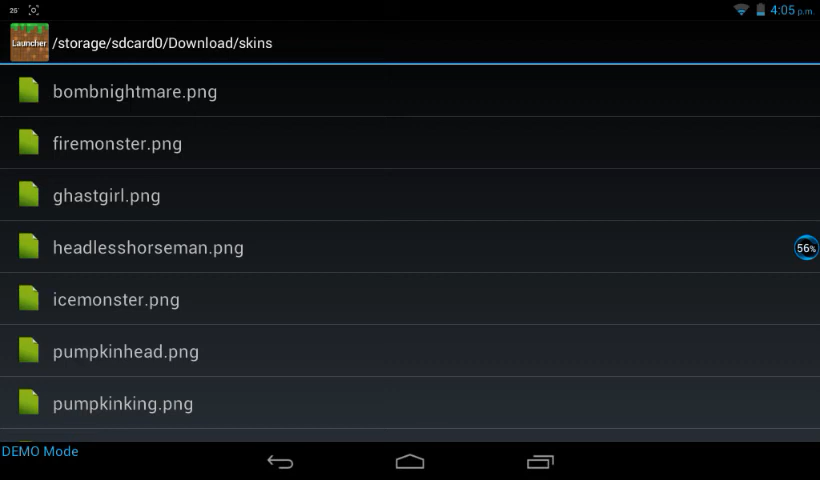 25°
4:05 p.m.
Launcher
/storage/sdcard0/Download/skins
bombnightmare.png
firemonster.png
ghastgirl.png
headlesshorseman.png
56%
icemonster.png
pumpkinhead.png
pumpkinking.png
DEMO Mode